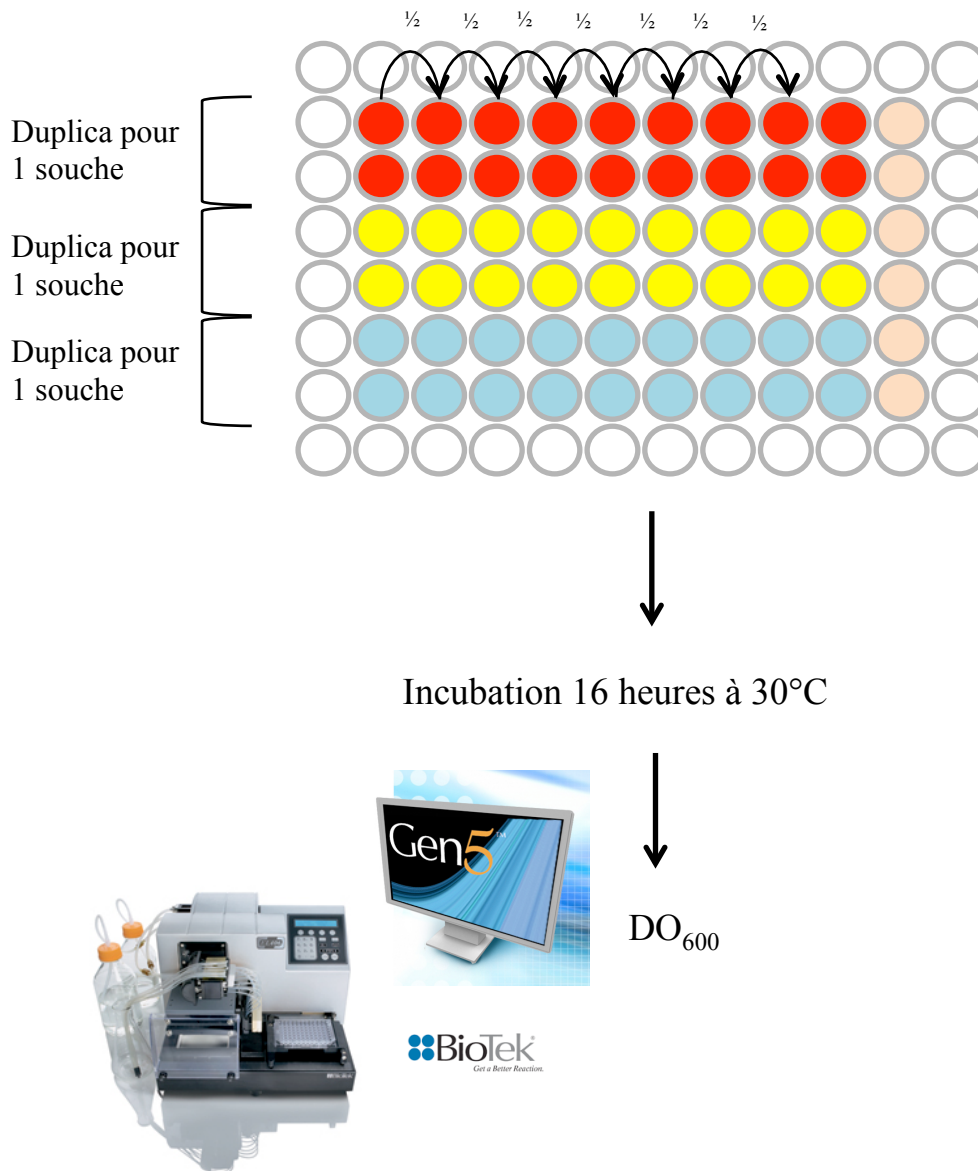 ½ ½ ½ ½ ½ ½ ½
Duplica pour
1 souche
Duplica pour
1 souche
Duplica pour
1 souche
Incubation 16 heures à 30°C
Gen5™
DO₆₀₀
BioTek®
Get a Better Reaction.